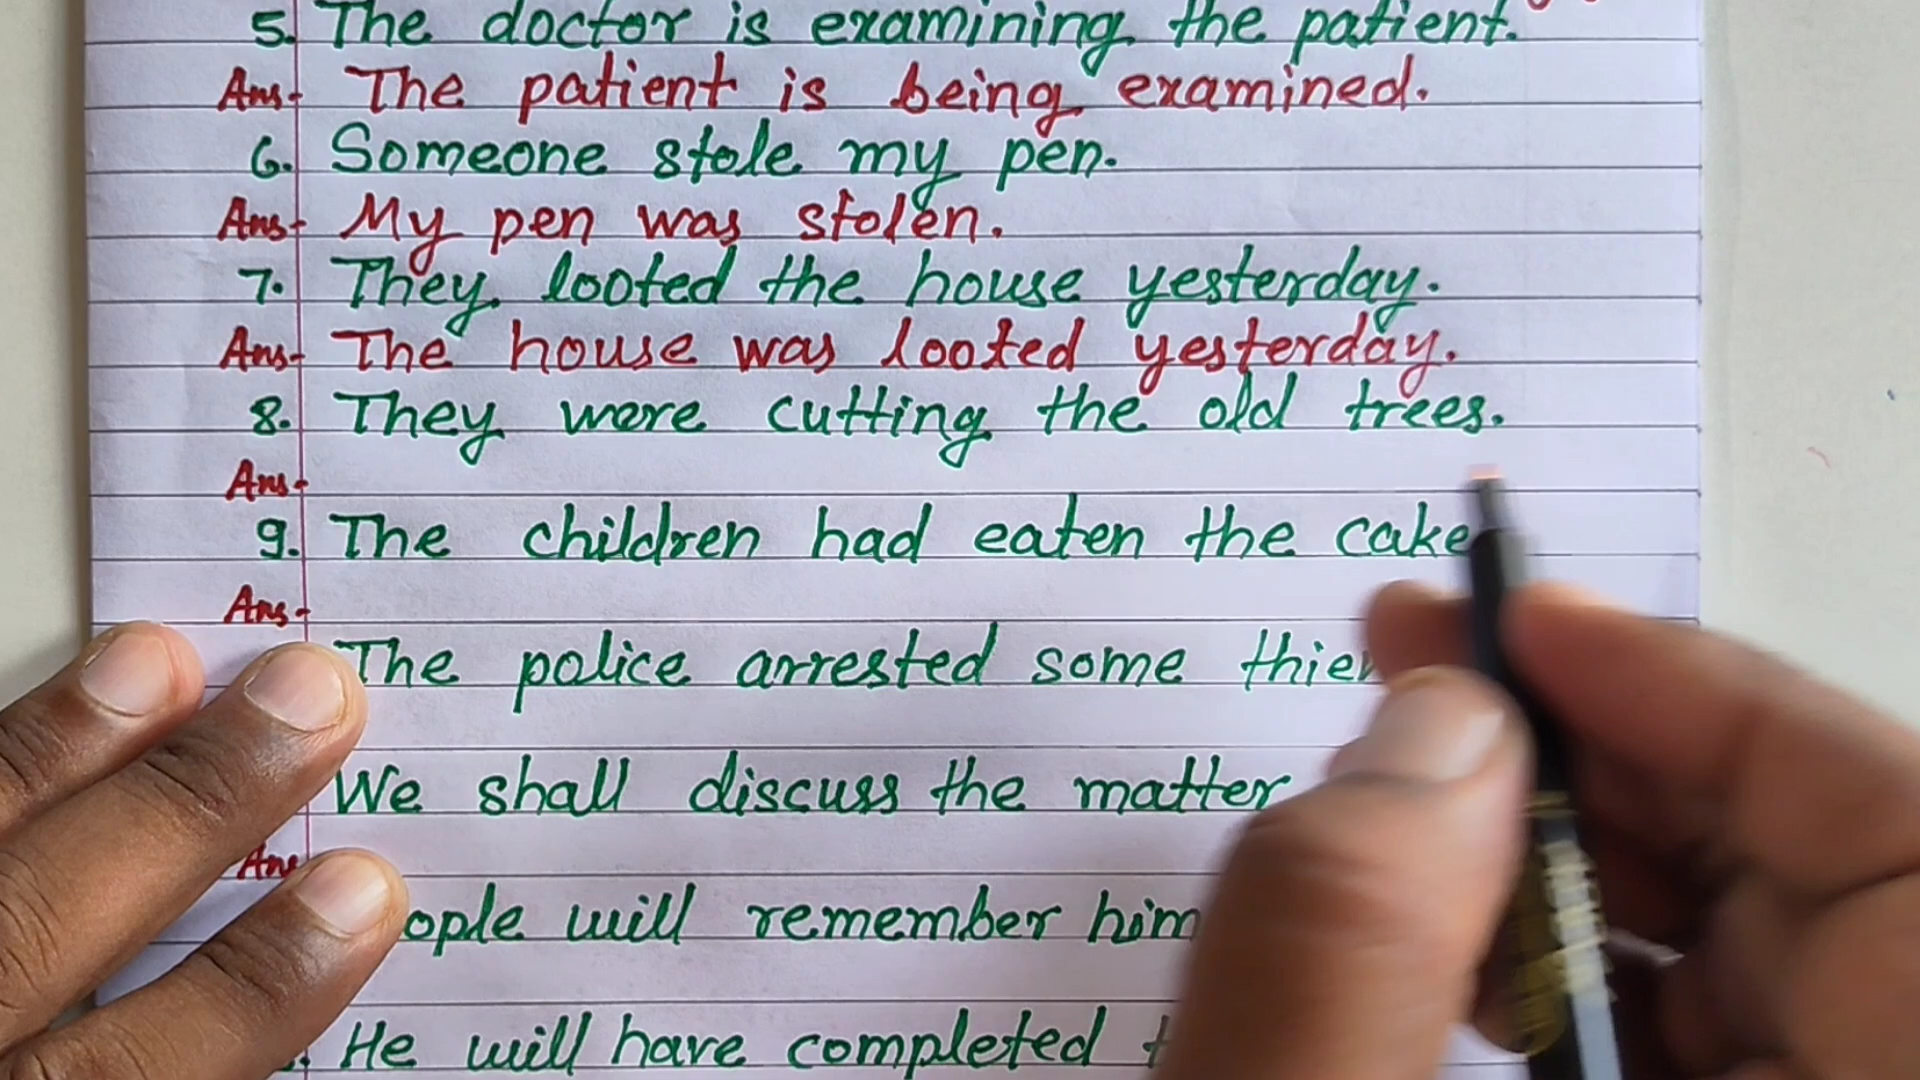 5. The doctor is examining the patient.
Ans- The patient is being examined.
6. Someone stole my pen.
Ans- My pen was stolen.
7. They looted the house yesterday.
Ans- The house was looted yesterday.
8. They were cutting the old trees.
Ans-
9. The children had eaten the cake
Ans-
The police arrested some
We shall discuss the matter
Ans
will remember him
He will have completed